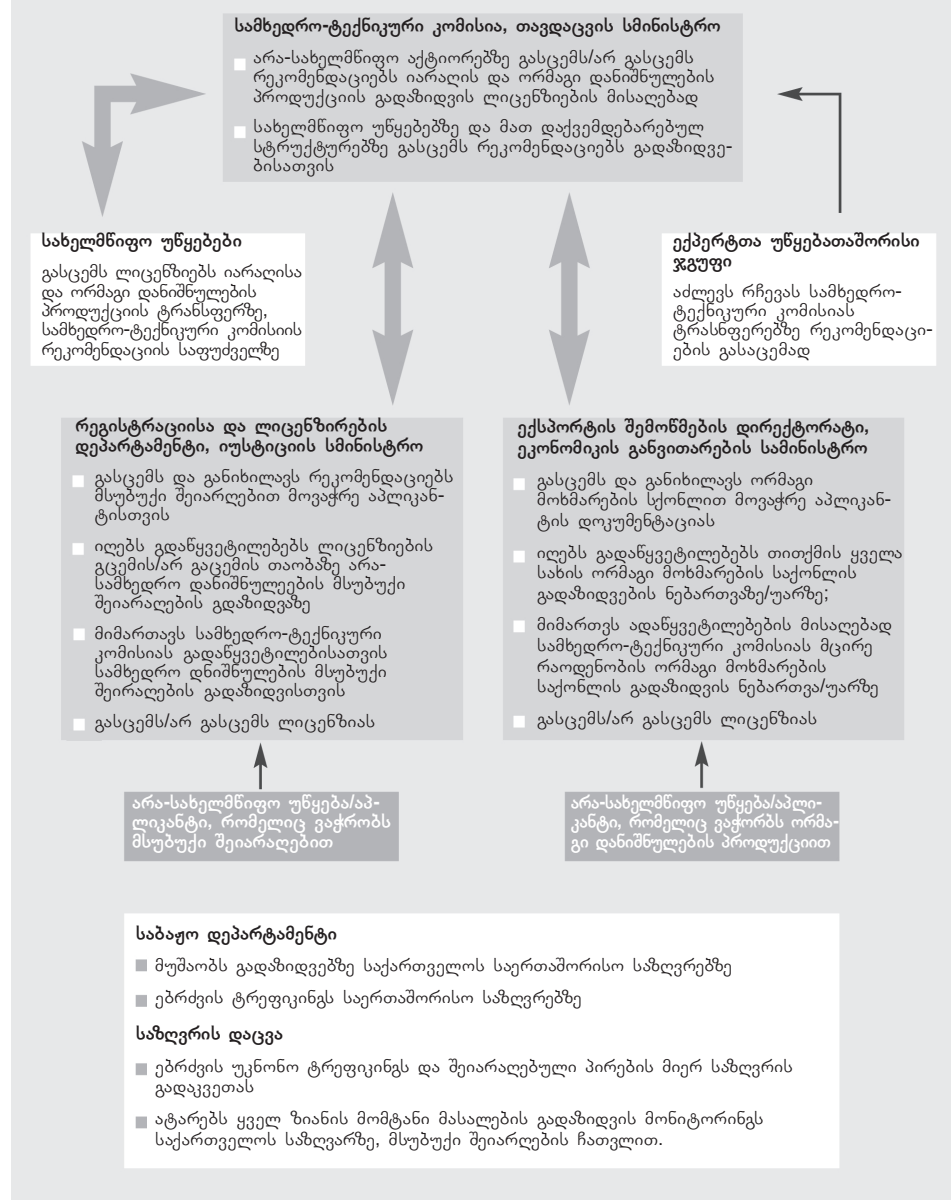 სამხედრო-ტექნიკური კომისია, თავდაცვის სმინისტრო
არა-სახელმწიფო აქტიორებზე გასცემს/არ გასცემს
რეკომენდაციებს იარაღის და ორმაგი დანიშნულების
პროდუქციის გადაზიდვის ლიცენზიების მისაღებად
სახელმწიფო უწყებებზე და მათ დაქვემდებარებულ
სტრუქტურებზე გასცემს რეკომენდაციებს გადაზიდვე-
ბისათვის
სახელმწიფო უწყებები
გასცემს ლიცენზიებს იარაღისა
და ორმაგი დანიშნულების
პროდუქციის ტრანსფერზე,
სამხედრო-ტექნიკური კომისიის
რეკომენდაციის საფუძველზე
ექპერტთა უწყებათაშორისი
ჯგუფი
აძლევს რჩევას სამხედრო-
ტექნიკური კომისიას
ტრასნფერებზე რეკომენდაცი-
ების გასაცემად
რეგისტრაციისა და ლიცენზირების
დეპარტამენტი, იუსტიციის სმინისტრო
გასცემს და განიხილავს რეკომენდაციებს
მსუბუქი შეიარღებით მოვაჭრე აპლიკან-
ტისთვის
იღებს გდაწყვეტილებებს ლიცენზიების
გცემის/არ გაცემის თაობაზე არა-
სამხედრო დანიშნულეების მსუბუქი
შეიარაღების გდაზიდვაზე
მიმართავს სამხედრო-ტექნიკური
კომისიას გადაწყვეტილებისათვის
სამხედრო დნიშნულების მსუბუქი
შეირაღების გადაზიდვისთვის
გასცემს/არ გასცემს ლიცენზიას
ექსპორტის შემოწმების დირექტორატი,
ეკონომიკის განვითარების სამინისტრო
გასცემს და განიხილავს ორმაგი
მოხმარების სქონლით მოვაჭრე აპლიკან-
ტის დოკუმენტაციას
იღებს გადაწყვეტილებებს თითქმის ყველა
სახის ორმაგი მოხმარების საქონლის
გადაზიდვების ნებართვაზე/უარზე;
მიმართვს ადაწყვეტილებების მისაღებად
სამხედრო-ტექნიკური კომისიას მცირე
რაოდენობის ორმაგი მოხმარების
საქონლის გადაზიდვის ნებართვა/უარზე
გასცემს/არ გასცემს ლიცენზიას
არა-სახელმწიფო უწყება/აპ-
ლიკანტი, რომელიც ვაჭრობს
მსუბუქი შეიარაღებით
არა-სახელმწიფო უწყება/აპლი-
კანტი, რომელიც ვაჭორბს ორმა-
გი დანიშნულების პროდუქციით
საბაჟო დეპარტამენტი
მუშაობს გადაზიდვებზე საქართველოს საერთაშორისო საზღვრებზე
ებრძვის ტრეფიკინგს საერთაშორისო საზღვრებზე
საზღვრის დაცვა
ებრძვის უკნონო ტრეფიკინგს და შეიარაღებული პირების მიერ საზღვრის
გადაკვეთას
ატარებს ყველ ზიანის მომტანი მასალების გადაზიდვის მონიტორინგს
საქართველოს საზღვარზე, მსუბუქი შეიარღების ჩათვლით.